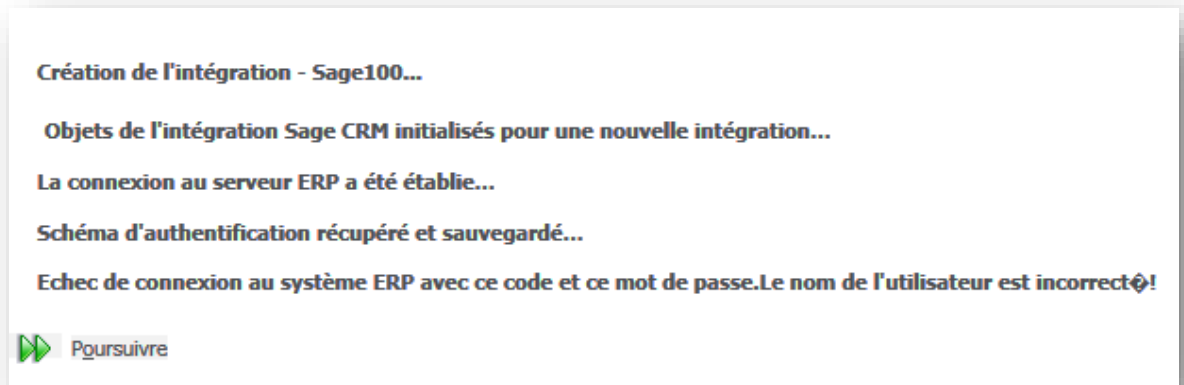 Création de l'intégration - Sage100...
Objets de l'intégration Sage CRM initialisés pour une nouvelle intégration...
La connexion au serveur ERP a été établie...
Schéma d'authentification récupéré et sauvegardé...
Echec de connexion au système ERP avec ce code et ce mot de passe.Le nom de l'utilisateur est incorrect�!
Poursuivre